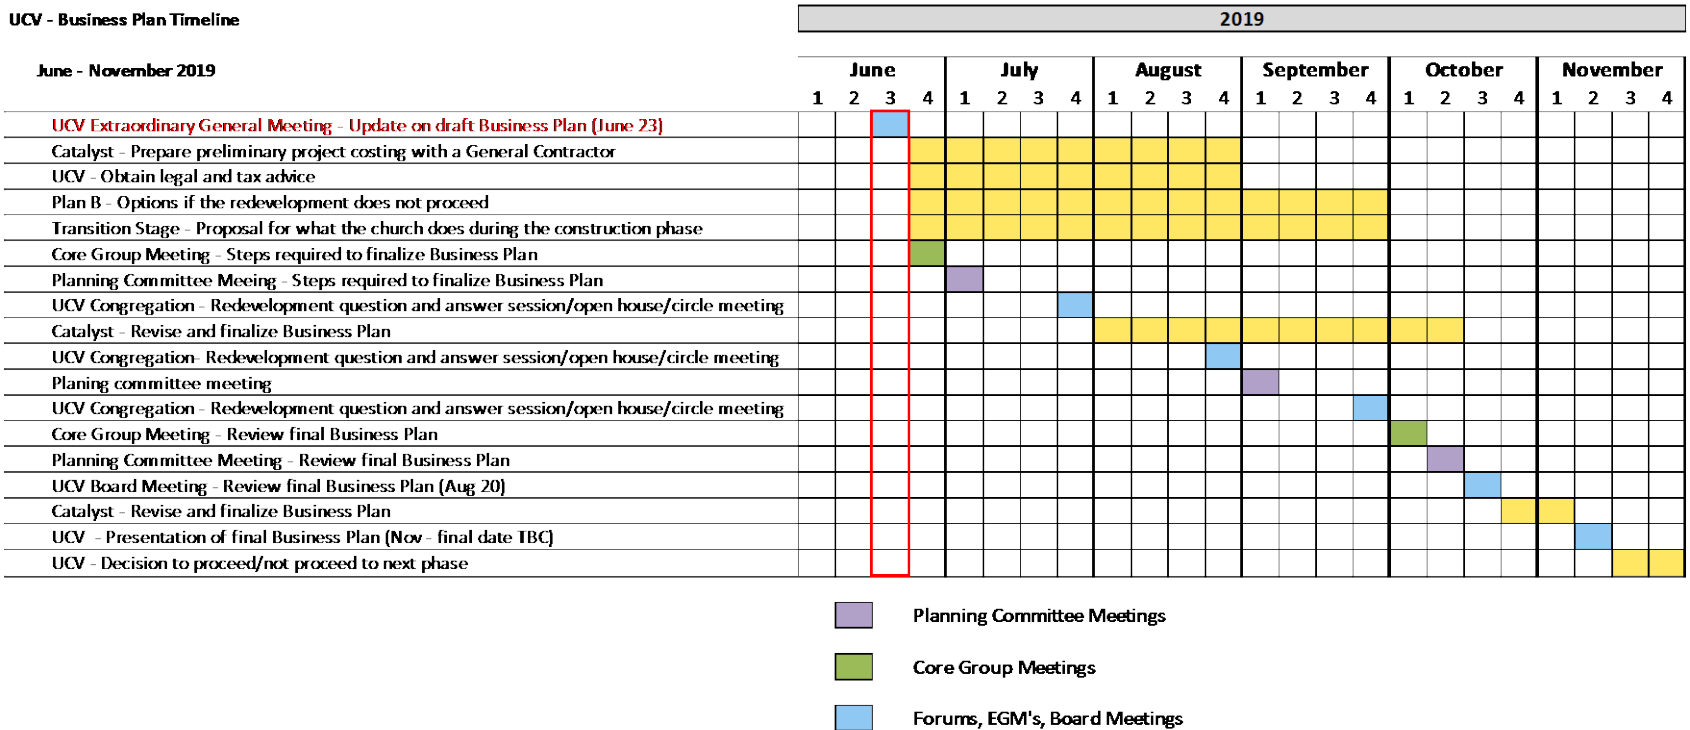 UCV - Business Plan Timeline
2019
June - November 2019
June July August September October November
1 2 3 4 1 2 3 4 1 2 3 4 1 2 3 4 1 2 3 4 1 2 3 4
UCV Extraordinary General Meeting - Update on draft Business Plan (June 23)
Catalyst - Prepare preliminary project costing with a General Contractor
UCV - Obtain legal and tax advice
Plan B - Options if the redevelopment does not proceed
Transition Stage - Proposal for what the church does during the construction phase
Core Group Meeting - Steps required to finalize Business Plan
Planning Committee Meeing - Steps required to finalize Business Plan
UCV Congregation - Redevelopment question and answer session/open house/circle meeting
Catalyst - Revise and finalize Business Plan
UCV Congregation- Redevelopment question and answer session/open house/circle meeting
Planing committee meeting
UCV Congregation - Redevelopment question and answer session/open house/circle meeting
Core Group Meeting - Review final Business Plan
Planning Committee Meeting - Review final Business Plan
UCV Board Meeting - Review final Business Plan (Aug 20)
Catalyst - Revise and finalize Business Plan
UCV - Presentation of final Business Plan (Nov - final date TBC)
UCV - Decision to proceed/not proceed to next phase
Planning Committee Meetings
Core Group Meetings
Forums, EGM's, Board Meetings